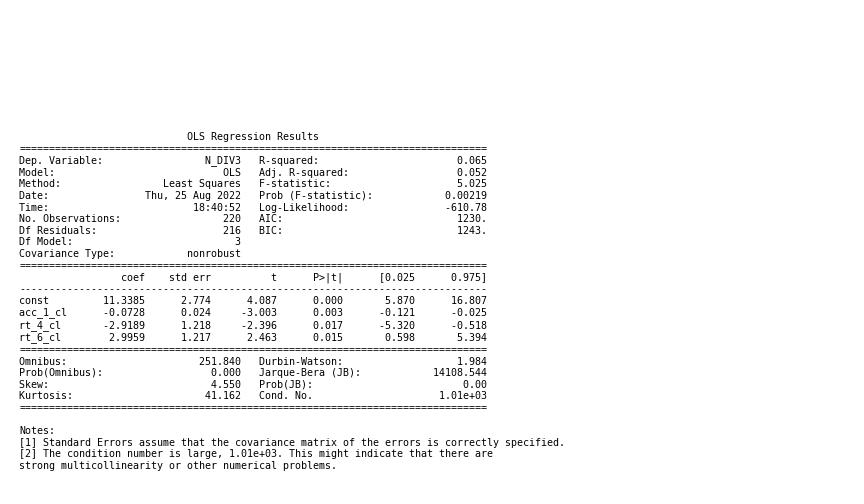 OLS Regression Results
==============================================================================
Dep. Variable:                 N_DIV3   R-squared:                       0.065
Model:                            OLS   Adj. R-squared:                  0.052
Method:                 Least Squares   F-statistic:                     5.025
Date:                Thu, 25 Aug 2022   Prob (F-statistic):            0.00219
Time:                        18:40:52   Log-Likelihood:                -610.78
No. Observations:                 220   AIC:                             1230.
Df Residuals:                     216   BIC:                             1243.
Df Model:                           3
Covariance Type:            nonrobust
==============================================================================
                 coef    std err          t      P>|t|      [0.025      0.975]
------------------------------------------------------------------------------
const         11.3385      2.774      4.087      0.000       5.870      16.807
acc_1_cl      -0.0728      0.024     -3.003      0.003      -0.121      -0.025
rt_4_cl       -2.9189      1.218     -2.396      0.017      -5.320      -0.518
rt_6_cl        2.9959      1.217      2.463      0.015       0.598       5.394
==============================================================================
Omnibus:                      251.840   Durbin-Watson:                   1.984
Prob(Omnibus):                  0.000   Jarque-Bera (JB):            14108.544
Skew:                           4.550   Prob(JB):                         0.00
Kurtosis:                      41.162   Cond. No.                     1.01e+03
==============================================================================
Notes:
[1] Standard Errors assume that the covariance matrix of the errors is correctly specified.
[2] The condition number is large, 1.01e+03. This might indicate that there are
strong multicollinearity or other numerical problems.